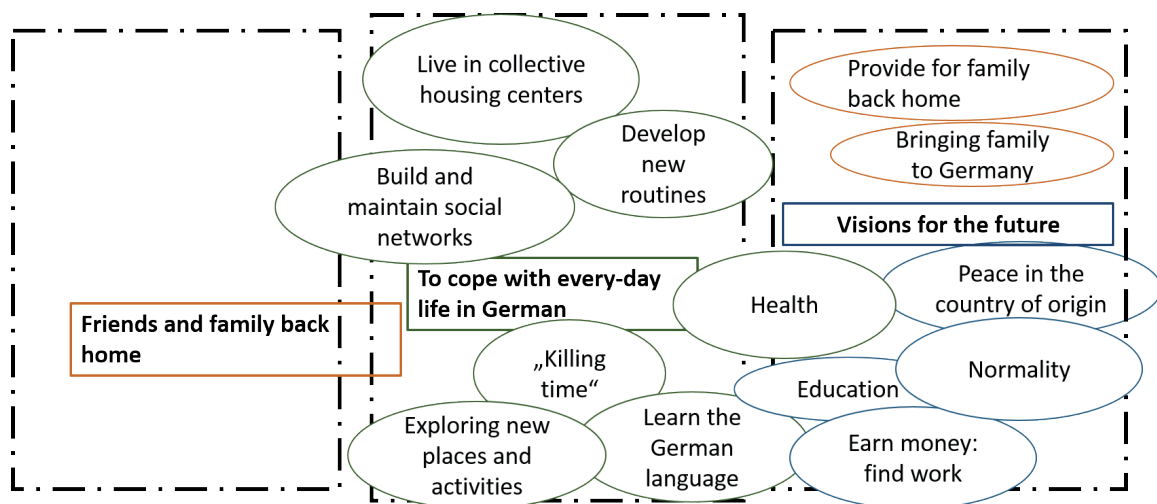 Live in collective
housing centers
Develop
new
routines
Build and
maintain social
networks
To cope with every-day
life in German
Friends and family back
home
„Killing
time“
Exploring new
places and
activities
Learn the
German
language
Provide for family
back home
Bringing family
to Germany
Visions for the future
Health
Peace in the
country of origin
Normality
Education
Earn money:
find work